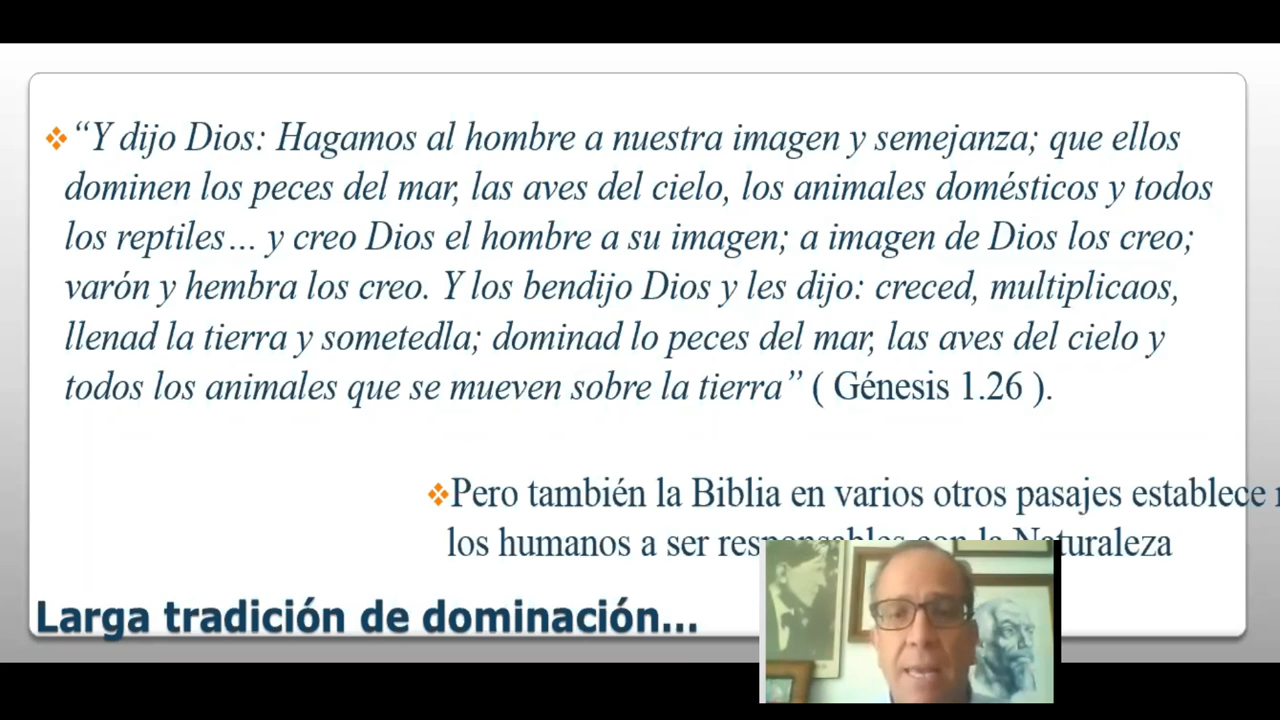 “Y dijo Dios: Hagamos al hombre a nuestra imagen y semejanza; que ellos
dominen los peces del mar, las aves del cielo, los animales domésticos y todos
los reptiles… y creo Dios el hombre a su imagen; a imagen de Dios los creo;
varón y hembra los creo. Y los bendijo Dios y les dijo: creced, multiplicaos,
llenad la tierra y sometedla; dominad lo peces del mar, las aves del cielo y
todos los animales que se mueven sobre la tierra” ( Génesis 1.26 ).
Pero también la Biblia en varios otros pasajes establece
los humanos a ser responsables con la Naturaleza
Larga tradición de dominación...